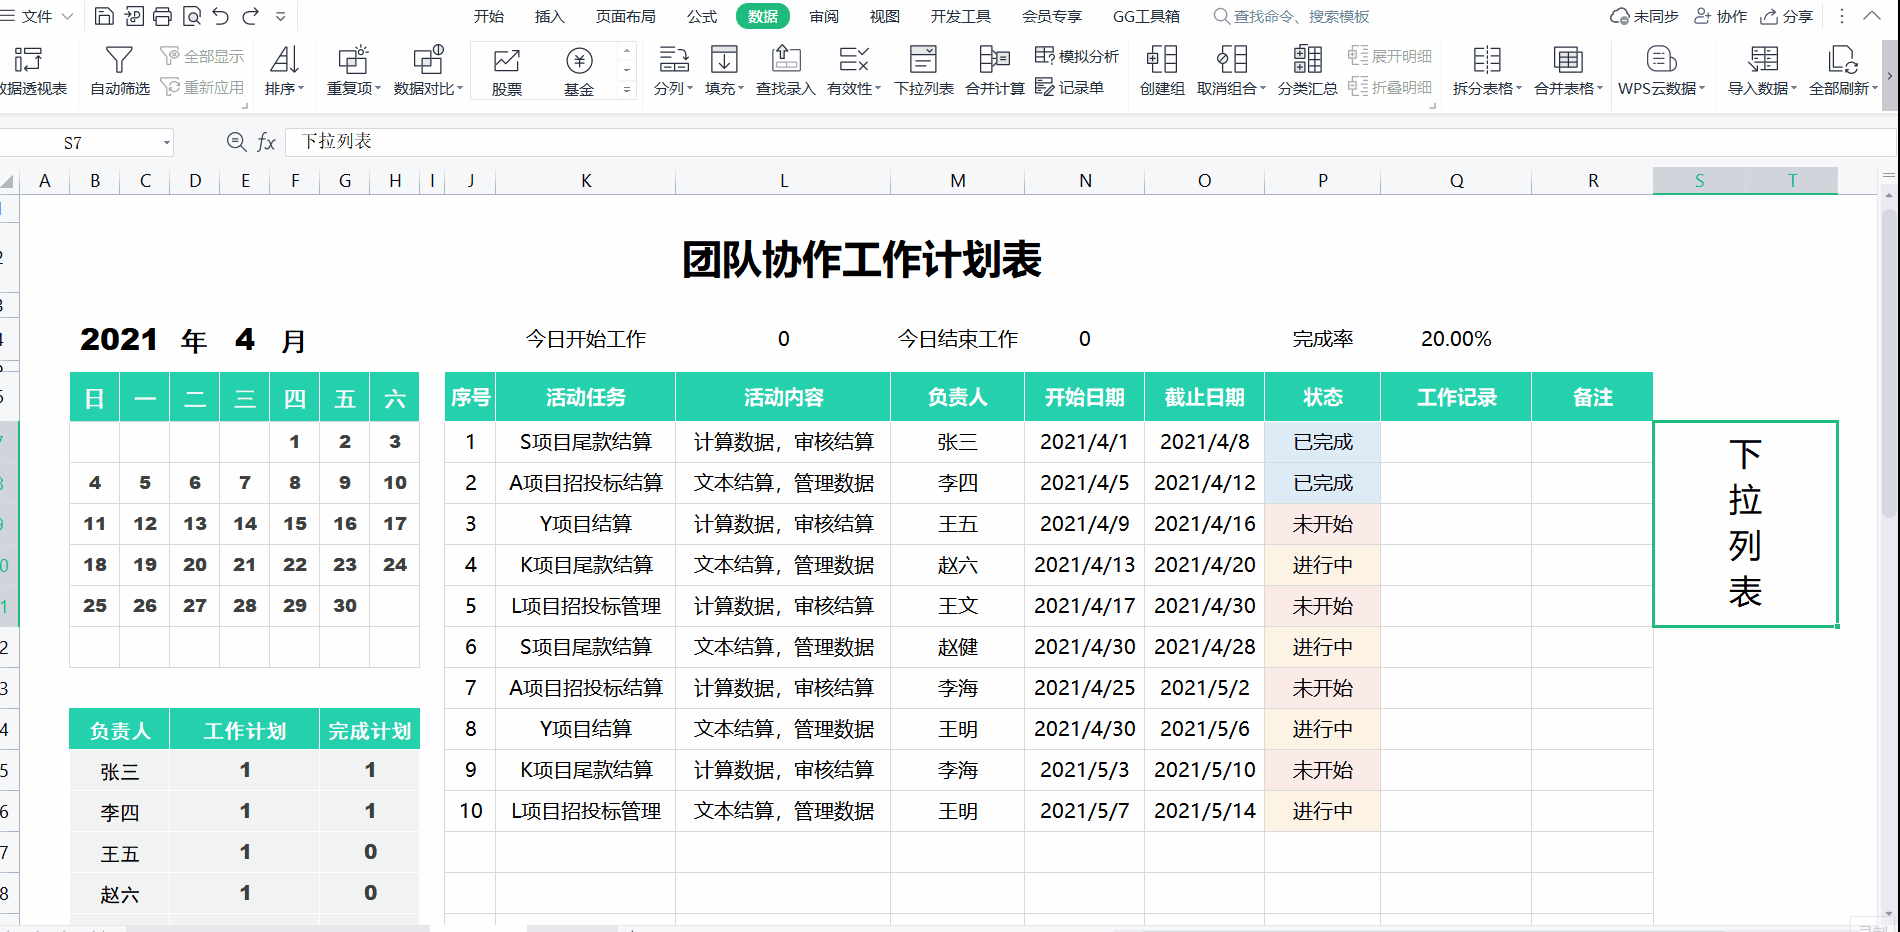 文件 开始 插入 页面布局 公式 数据 审阅 视图 开发工具 会员专享 GG工具箱 查找命令、搜索模板 未同步 协作 分享
数据透视表 自动筛选 全部显示 重新应用 排序 重复项 数据对比 股票 基金 分列 填充 查找录入 有效性 下拉列表 合并计算 模拟分析 记录单 创建组 取消组合 分类汇总 展开明细 折叠明细 拆分表格 合并表格 WPS云数据 导入数据 全部刷新
S7 fx 下拉列表
A B C D E F G H I J K L M N O P Q R S T
团队协作工作计划表
2021 年 4 月 今日开始工作 0 今日结束工作 0 完成率 20.00%
日 一 二 三 四 五 六 序号 活动任务 活动内容 负责人 开始日期 截止日期 状态 工作记录 备注
1 2 3 1 S项目尾款结算 计算数据，审核结算 张三 2021/4/1 2021/4/8 已完成
4 5 6 7 8 9 10 2 A项目招投标结算 文本结算，管理数据 李四 2021/4/5 2021/4/12 已完成
11 12 13 14 15 16 17 3 Y项目结算 计算数据，审核结算 王五 2021/4/9 2021/4/16 未开始
18 19 20 21 22 23 24 4 K项目尾款结算 文本结算，管理数据 赵六 2021/4/13 2021/4/20 进行中
25 26 27 28 29 30 5 L项目招投标管理 计算数据，审核结算 王文 2021/4/17 2021/4/30 未开始
6 S项目尾款结算 文本结算，管理数据 赵健 2021/4/30 2021/4/28 进行中
7 A项目招投标结算 计算数据，审核结算 李海 2021/4/25 2021/5/2 未开始
负责人 工作计划 完成计划 8 Y项目结算 文本结算，管理数据 王明 2021/4/30 2021/5/6 进行中
张三 1 1 9 K项目尾款结算 计算数据，审核结算 李海 2021/5/3 2021/5/10 未开始
李四 1 1 10 L项目招投标管理 文本结算，管理数据 王明 2021/5/7 2021/5/14 进行中
王五 1 0
赵六 1 0
下
拉
列
表